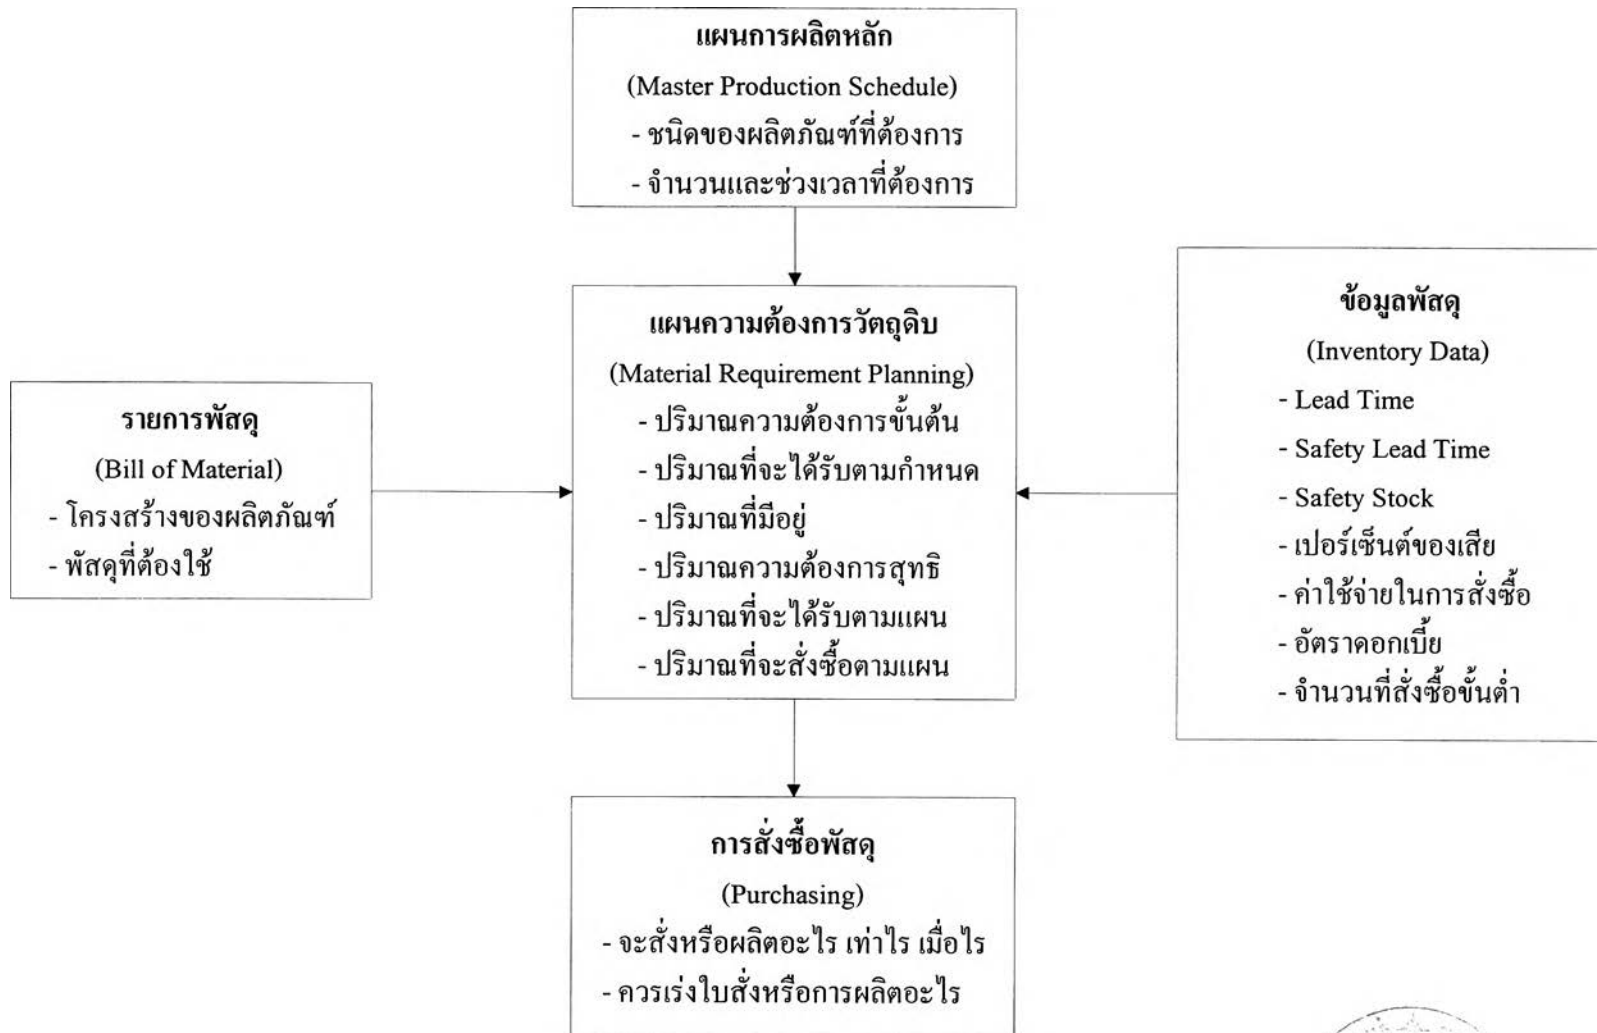 แผนการผลิตหลัก
(Master Production Schedule)
- ชนิดของผลิตภัณฑ์ที่ต้องการ
- จำนวนและช่วงเวลาที่ต้องการ
แผนความต้องการวัตถุดิบ
(Material Requirement Planning)
- ปริมาณความต้องการขั้นต้น
- ปริมาณที่จะได้รับตามกำหนด
- ปริมาณที่มีอยู่
- ปริมาณความต้องการสุทธิ
- ปริมาณที่จะได้รับตามแผน
- ปริมาณที่จะสั่งซื้อตามแผน
ข้อมูลพัสดุ
(Inventory Data)
- Lead Time
- Safety Lead Time
- Safety Stock
- เปอร์เซ็นต์ของเสีย
- ค่าใช้จ่ายในการสั่งซื้อ
- อัตราดอกเบี้ย
- จำนวนที่สั่งซื้อขั้นต่ำ
รายการพัสดุ
(Bill of Material)
- โครงสร้างของผลิตภัณฑ์
- พัสดุที่ต้องใช้
การสั่งซื้อพัสดุ
(Purchasing)
- จะสั่งหรือผลิตอะไร เท่าไร เมื่อไร
- ควรเร่งใบสั่งหรือการผลิตอะไร